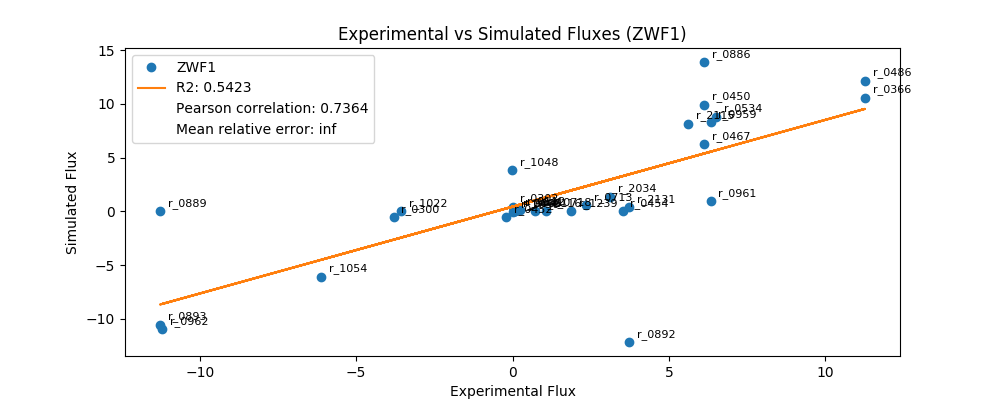 Experimental vs Simulated Fluxes (ZWF1)
ZWF1
R2: 0.5423
Pearson correlation: 0.7364
Mean relative error: inf
r_0886
r_0486
r_0366
r_0450
r_0534
r_0959
r_0467
r_1048
r_2034
r_0713
r_2131
r_0454
r_0961
r_0889
r_1022
r_0300
r_1054
r_0893
r_0962
r_0892
15
10
5
0
−5
−10
Simulated Flux
−10
−5
0
5
10
Experimental Flux